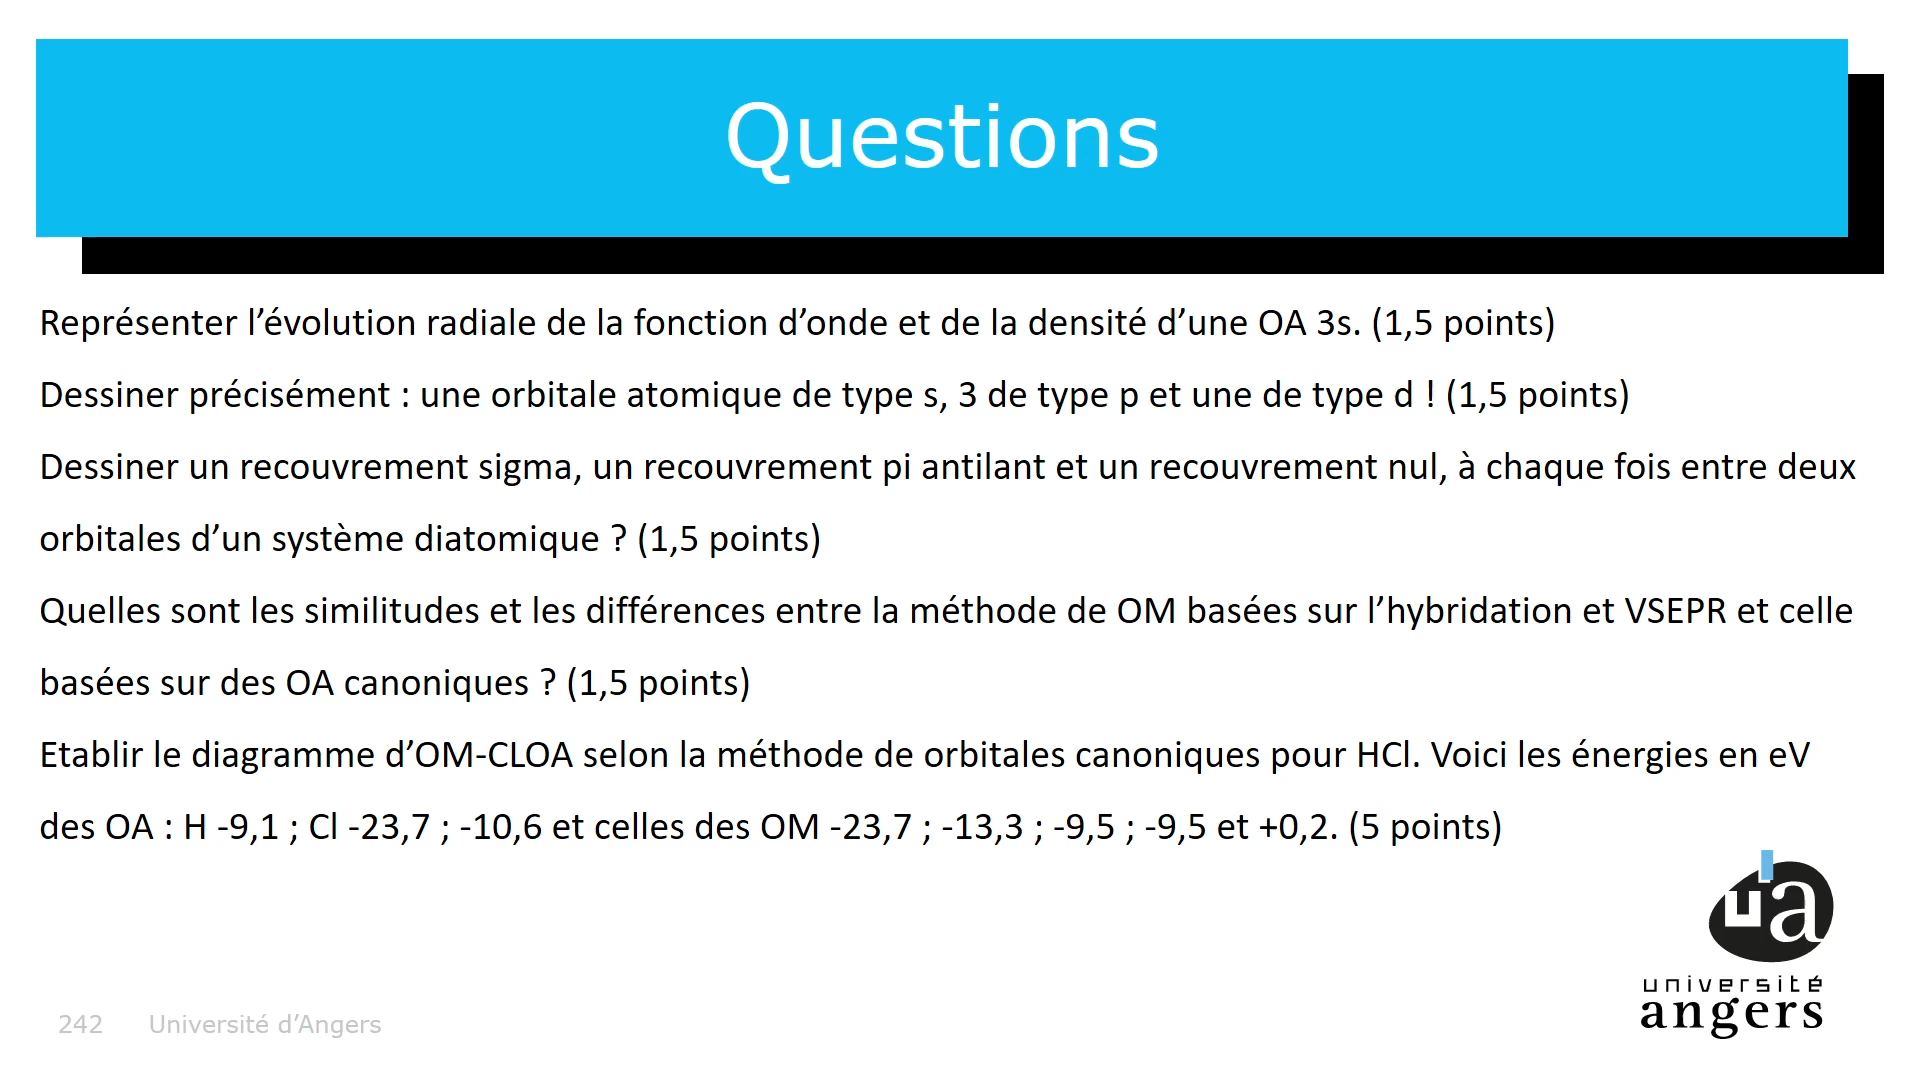 Questions
Représenter l’évolution radiale de la fonction d’onde et de la densité d’une OA 3s. (1,5 points)
Dessiner précisément : une orbitale atomique de type s, 3 de type p et une de type d ! (1,5 points)
Dessiner un recouvrement sigma, un recouvrement pi antilant et un recouvrement nul, à chaque fois entre deux
orbitales d’un système diatomique ? (1,5 points)
Quelles sont les similitudes et les différences entre la méthode de OM basées sur l’hybridation et VSEPR et celle
basées sur des OA canoniques ? (1,5 points)
Etablir le diagramme d’OM-CLOA selon la méthode de orbitales canoniques pour HCl. Voici les énergies en eV
des OA : H -9,1 ; Cl -23,7 ; -10,6 et celles des OM -23,7 ; -13,3 ; -9,5 ; -9,5 et +0,2. (5 points)
u'a
université
angers
242 Université d’Angers